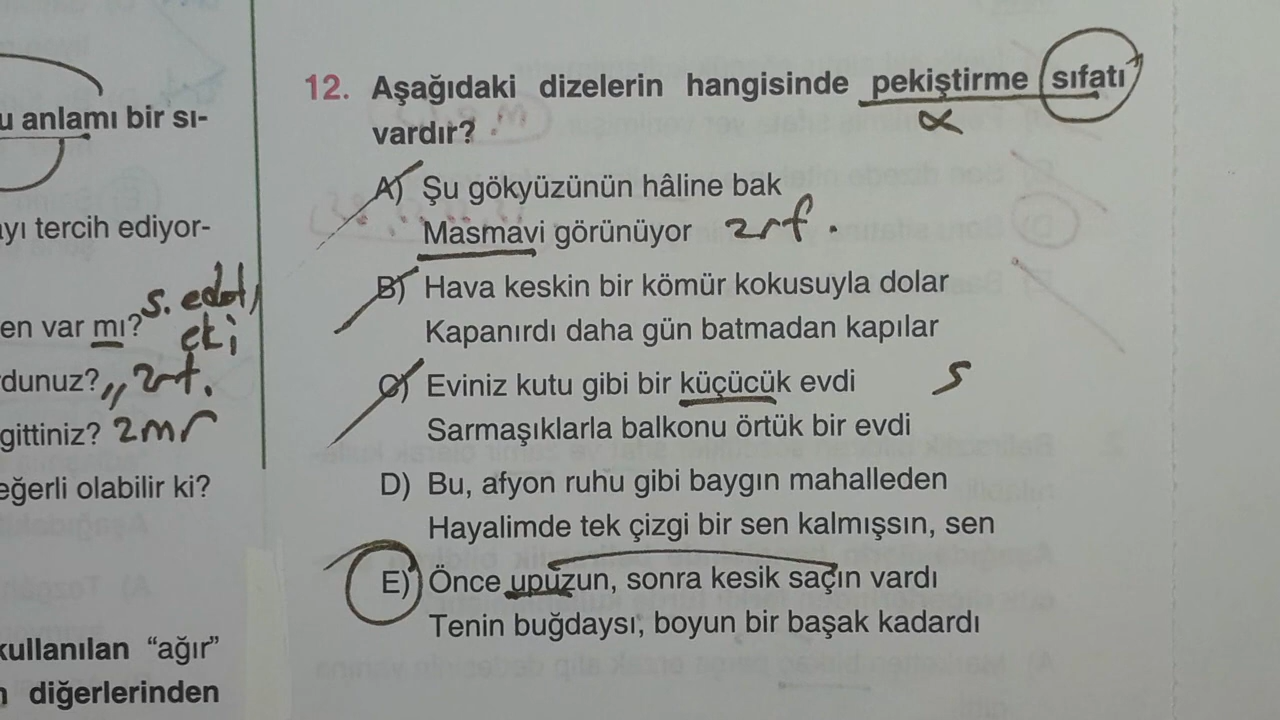 u anlamı bir sı-
ayı tercih ediyor-
s. edat,
en var mı? eki
dunuz? zrf.
gittiniz? zmr
eğerli olabilir ki?
kullanılan “ağır”
diğerlerinden
12. Aşağıdaki dizelerin hangisinde pekiştirme sıfatı
vardır?
A) Şu gökyüzünün hâline bak
Masmavi görünüyor zrf.
B) Hava keskin bir kömür kokusuyla dolar
Kapanırdı daha gün batmadan kapılar
C) Eviniz kutu gibi bir küçücük evdi s
Sarmaşıklarla balkonu örtük bir evdi
D) Bu, afyon ruhu gibi baygın mahalleden
Hayalimde tek çizgi bir sen kalmışsın, sen
E) Önce upuzun, sonra kesik saçın vardı
Tenin buğdaysı, boyun bir başak kadardı